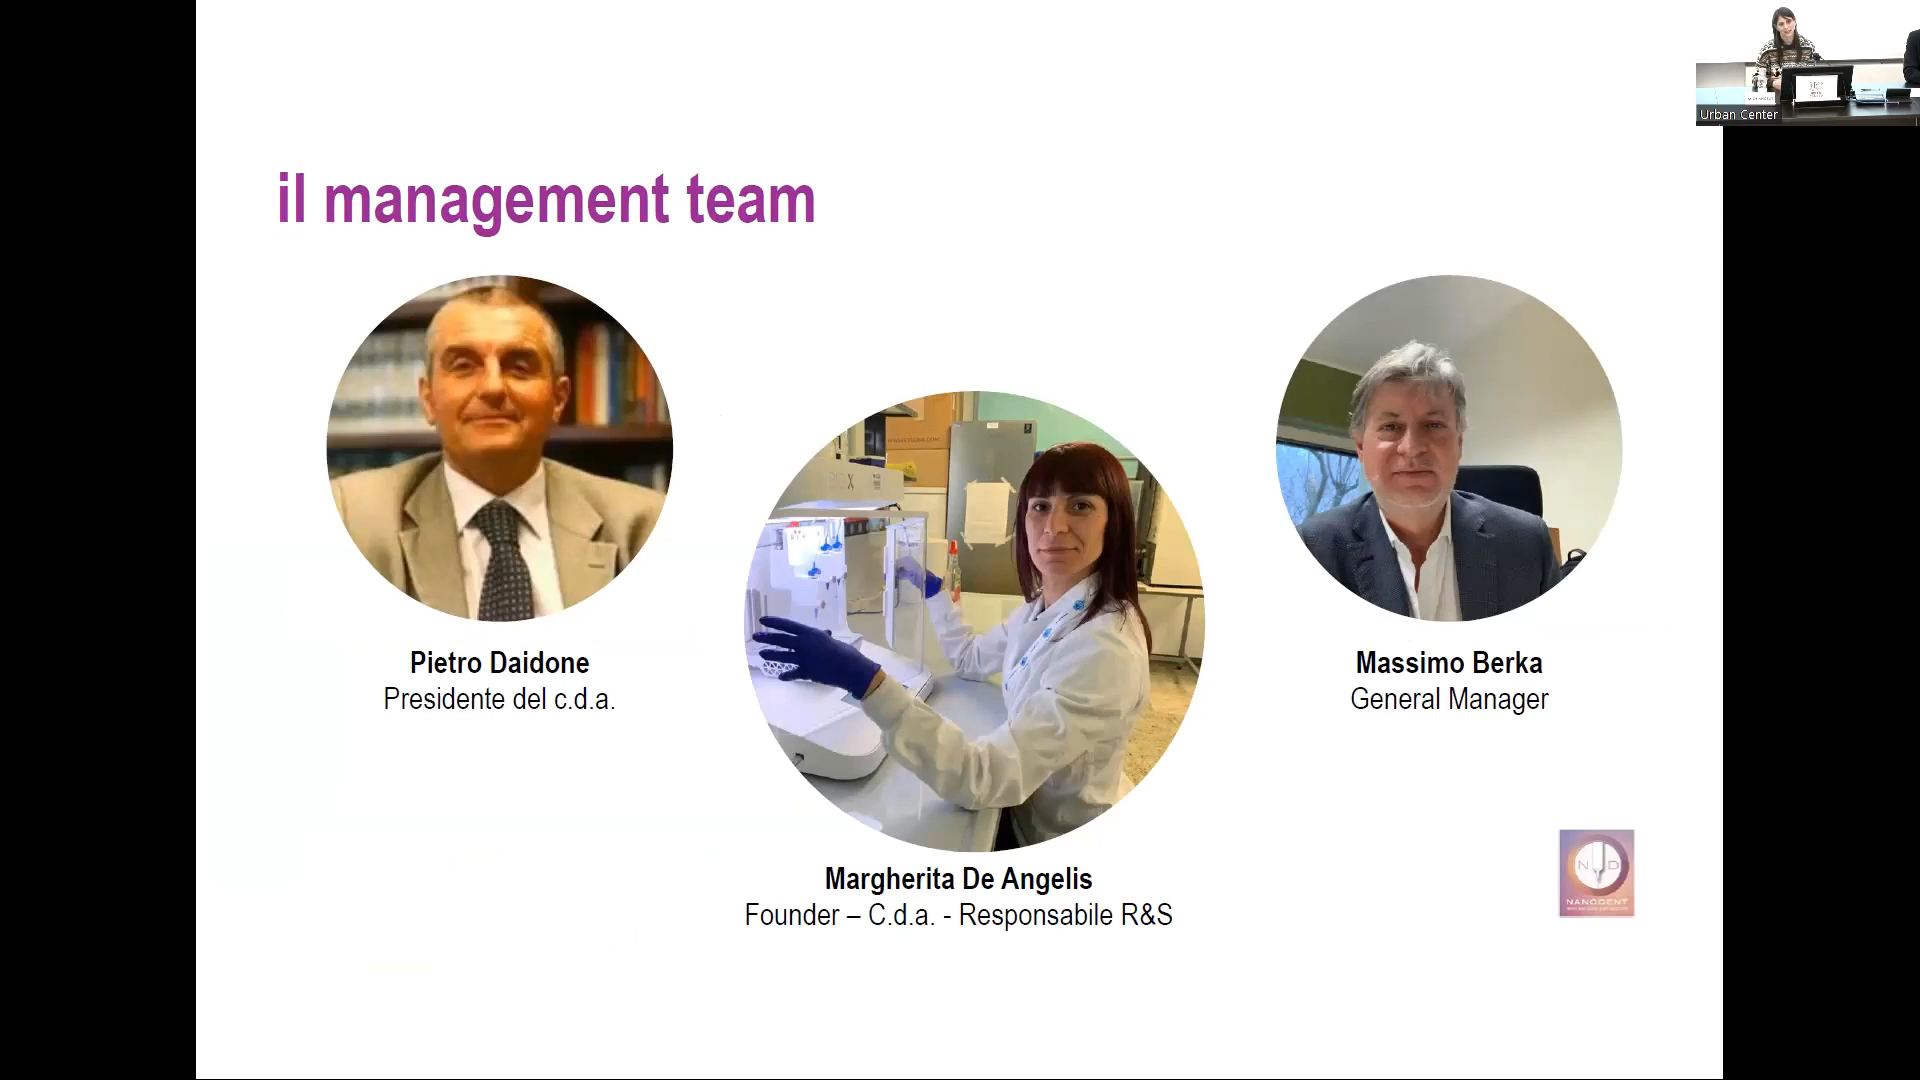 Urban Center
il management team
Pietro Daidone
Presidente del c.d.a.
Massimo Berka
General Manager
Margherita De Angelis
Founder – C.d.a. - Responsabile R&S
N D
NANODENT